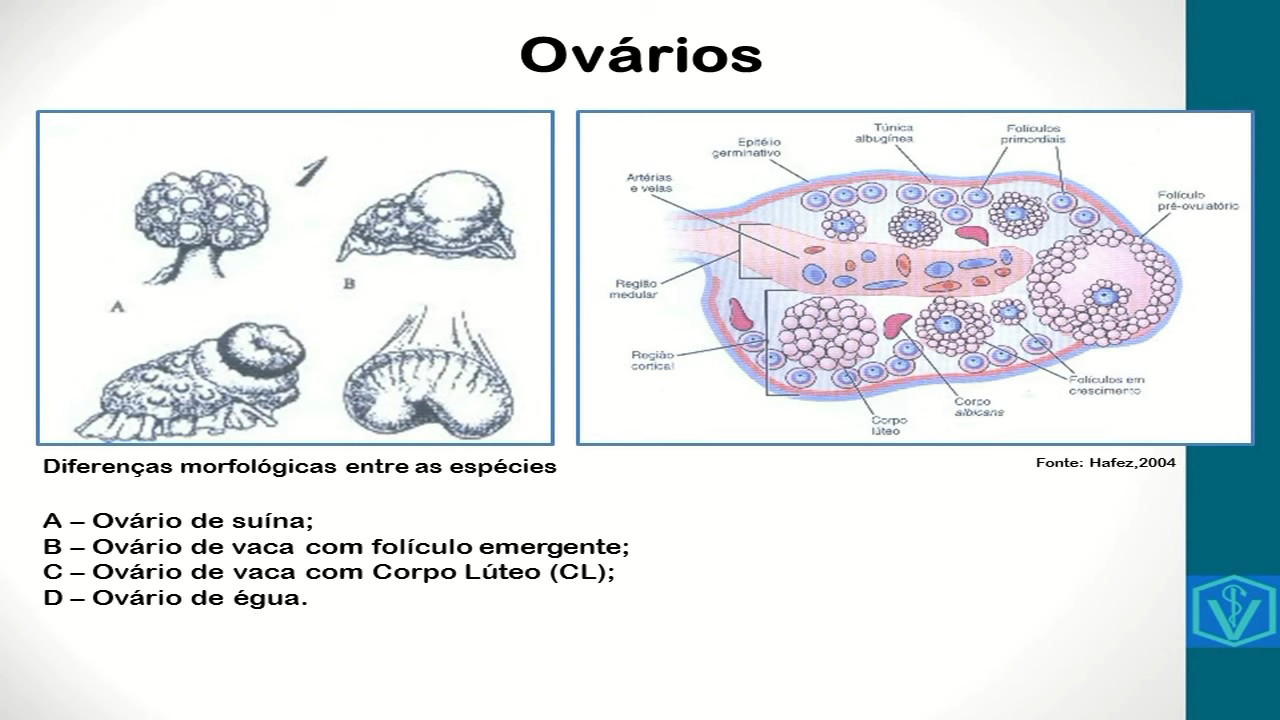 Ovários
A
B
Epitélio
germinativo
Túnica
albugínea
Folículos
primordiais
Artérias
e veias
Folículo
pré-ovulatório
Região
medular
Região
cortical
Folículos em
crescimento
Corpo
albicans
Corpo
lúteo
Diferenças morfológicas entre as espécies
Fonte: Hafez,2004
A – Ovário de suína;
B – Ovário de vaca com folículo emergente;
C – Ovário de vaca com Corpo Lúteo (CL);
D – Ovário de égua.
V